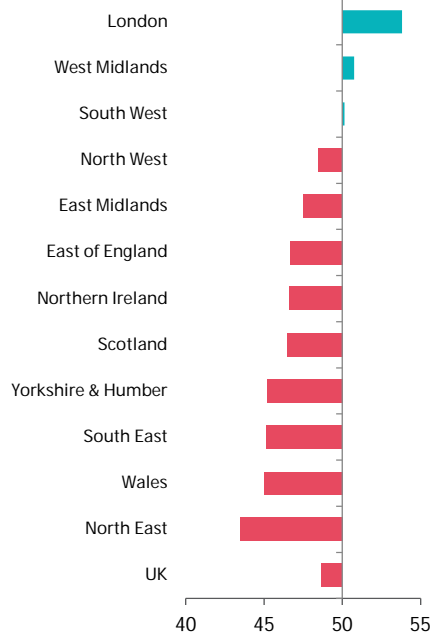 London
West Midlands
South West
North West
East Midlands
East of England
Northern Ireland
Scotland
Yorkshire & Humber
South East
Wales
North East
UK
40 45 50 55